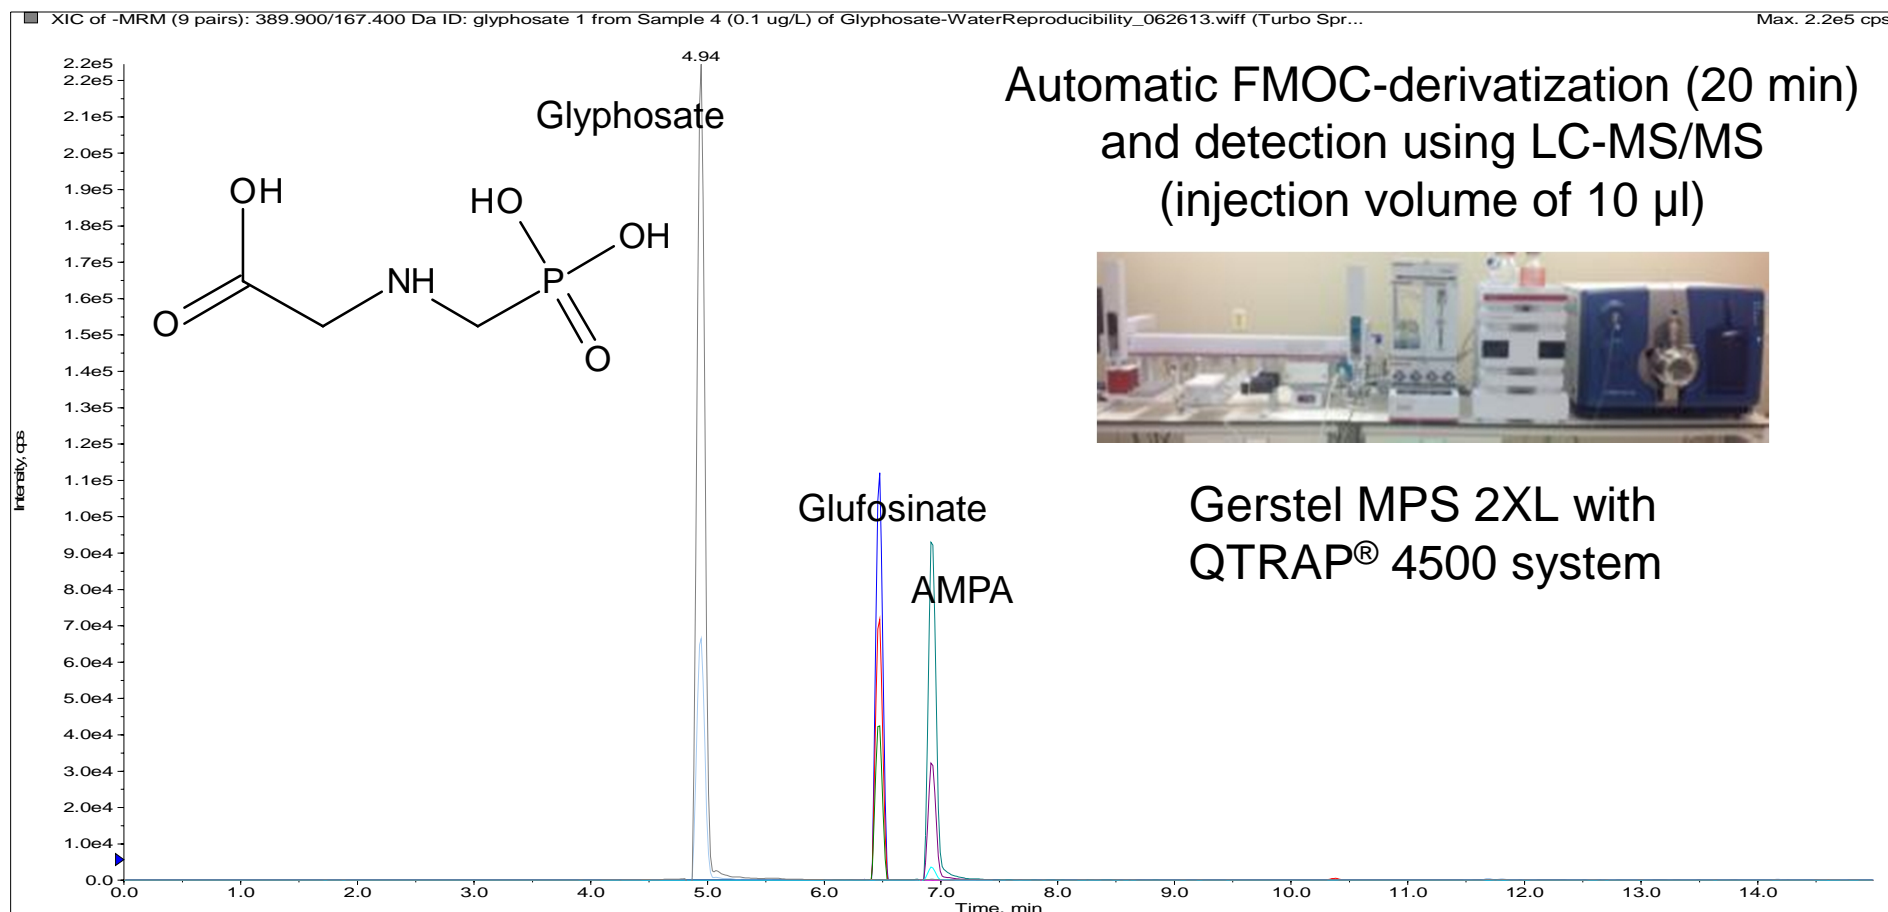 XIC of -MRM (9 pairs): 389.900/167.400 Da ID: glyphosate 1 from Sample 4 (0.1 ug/L) of Glyphosate-WaterReproducibility_062613.wiff (Turbo Spr...
Max. 2.2e5 cps
4.94
2.2e5
2.2e5
2.1e5
2.0e5
1.9e5
1.8e5
1.7e5
1.6e5
1.5e5
1.4e5
1.3e5
1.2e5
1.1e5
1.0e5
9.0e4
8.0e4
7.0e4
6.0e4
5.0e4
4.0e4
3.0e4
2.0e4
1.0e4
0.0
Intensity, cps
Glyphosate
OH
O
NH
HO
P
OH
O
Glufosinate
AMPA
Automatic FMOC-derivatization (20 min)
and detection using LC-MS/MS
(injection volume of 10 µl)
Gerstel MPS 2XL with
QTRAP® 4500 system
0.0 1.0 2.0 3.0 4.0 5.0 6.0 7.0 8.0 9.0 10.0 11.0 12.0 13.0 14.0
Time, min